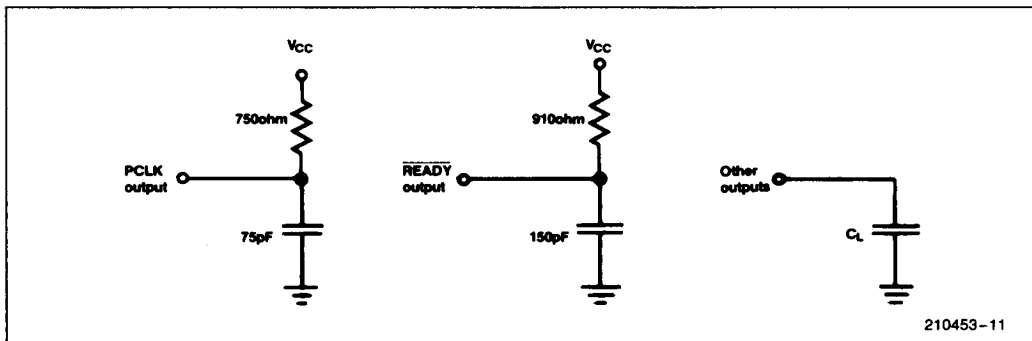 VCC
750ohm
PCLK
output
75pF
VCC
910ohm
READY
output
150pF
Other
outputs
CL
210453-11